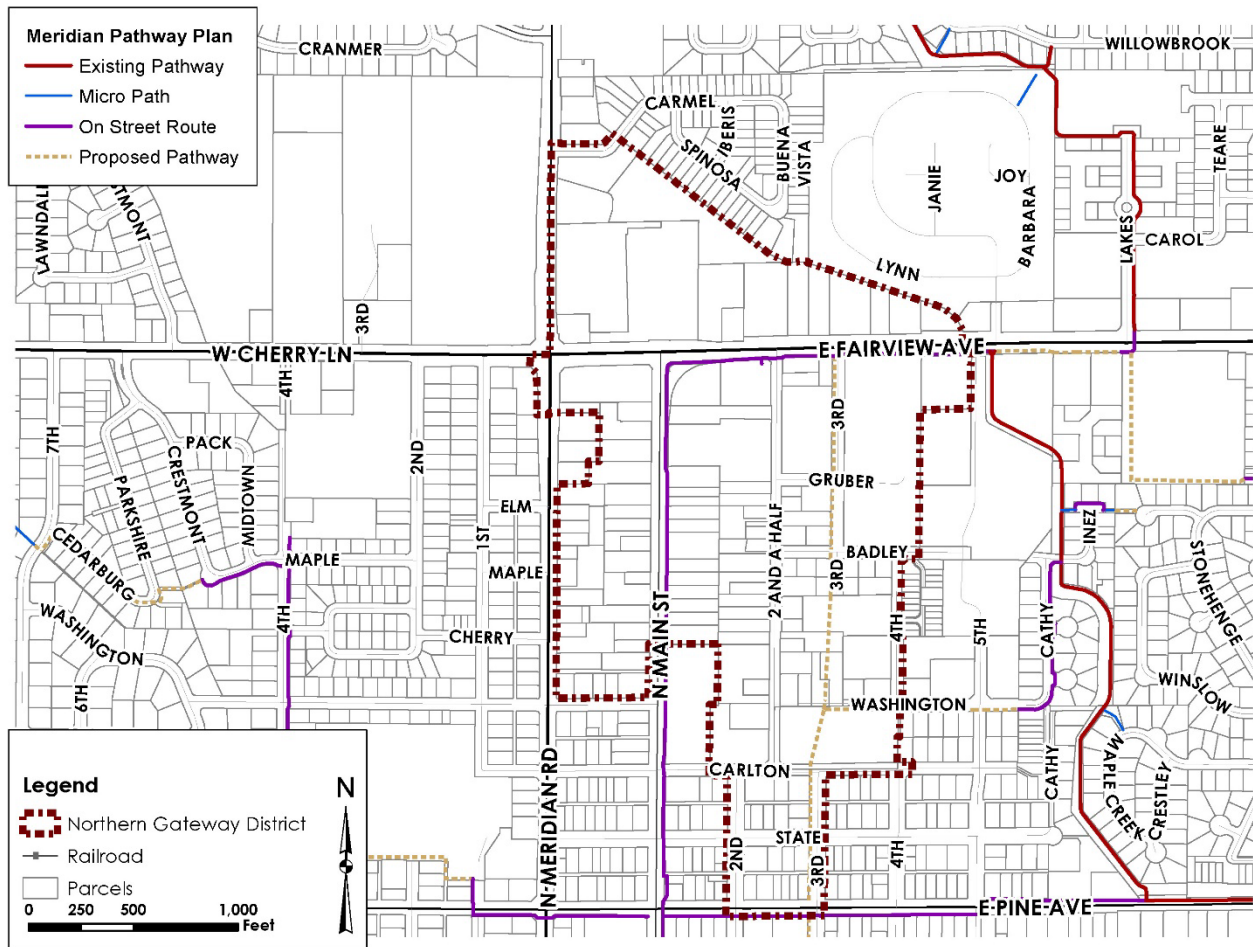 Meridian Pathway Plan
Existing Pathway
Micro Path
On Street Route
Proposed Pathway
CRANMER
WILLOWBROOK
CARMEL
IBERIS
SPINOSA
BUENA
VISTA
TEARE
JANIE
JOY
BARBARA
LAKES
CAROL
LYNN
LAWNDALE
STMONT
3RD
W CHERRY LN
E FAIRVIEW AVE
4TH
7TH
PACK
CRESTMONT
PARKSHIRE
MIDTOWN
CEDARBURG
MAPLE
WASHINGTON
6TH
4TH
2ND
1ST
ELM
MAPLE
CHERRY
N MERIDIAN RD
N MAIN ST
3RD
GRUBER
2 AND A HALF
BADLEY
3RD
4TH
5TH
INEZ
CATHY
STONEHENGE
WASHINGTON
WINSLOW
CARLTON
CATHY
MAPLE CREEK
CRESTLEY
STATE
2ND
3RD
4TH
E PINE AVE
Legend
N
Northern Gateway District
Railroad
Parcels
0 250 500 1,000
Feet